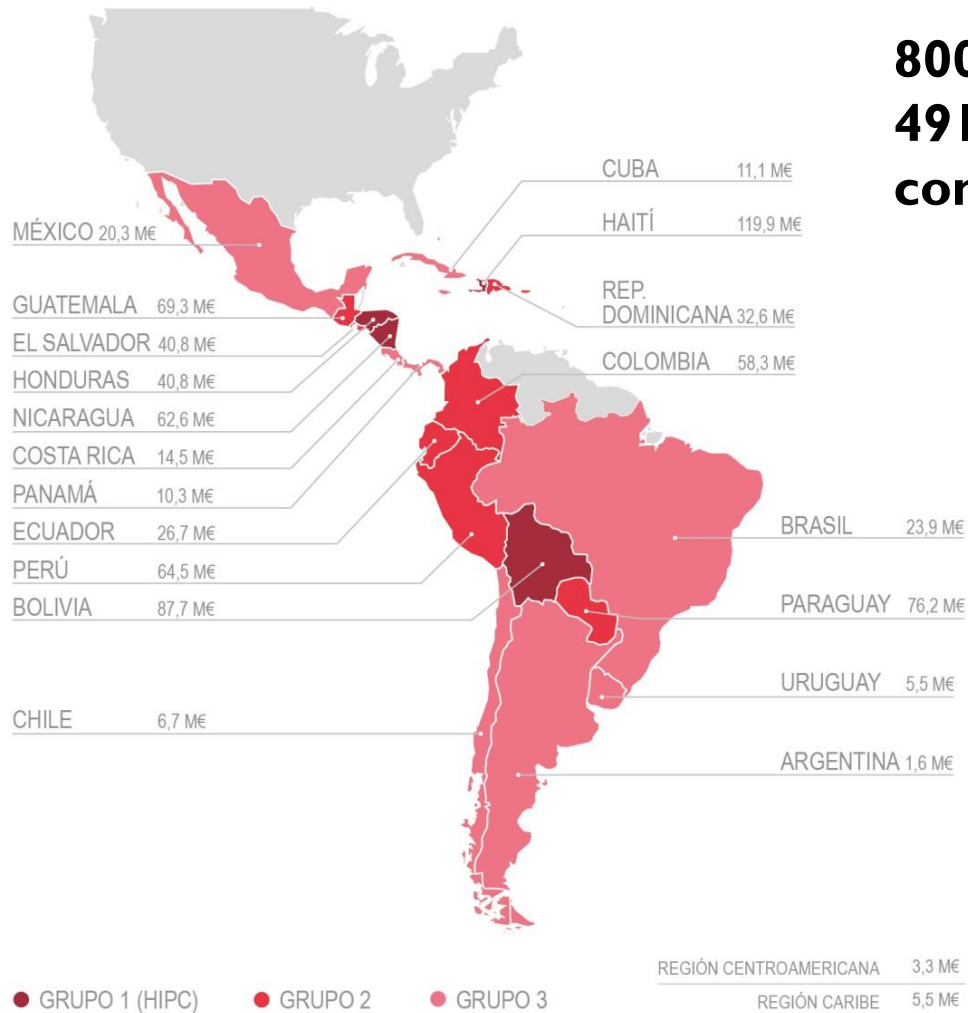 800
491
con
CUBA 11,1 M€
HAITÍ 119,9 M€
REP.
DOMINICANA 32,6 M€
COLOMBIA 58,3 M€
MÉXICO 20,3 M€
GUATEMALA 69,3 M€
EL SALVADOR 40,8 M€
HONDURAS 40,8 M€
NICARAGUA 62,6 M€
COSTA RICA 14,5 M€
PANAMÁ 10,3 M€
ECUADOR 26,7 M€
PERÚ 64,5 M€
BOLIVIA 87,7 M€
CHILE 6,7 M€
BRASIL 23,9 M€
PARAGUAY 76,2 M€
URUGUAY 5,5 M€
ARGENTINA 1,6 M€
REGIÓN CENTROAMERICANA 3,3 M€
REGIÓN CARIBE 5,5 M€
GRUPO 1 (HIPC) GRUPO 2 GRUPO 3